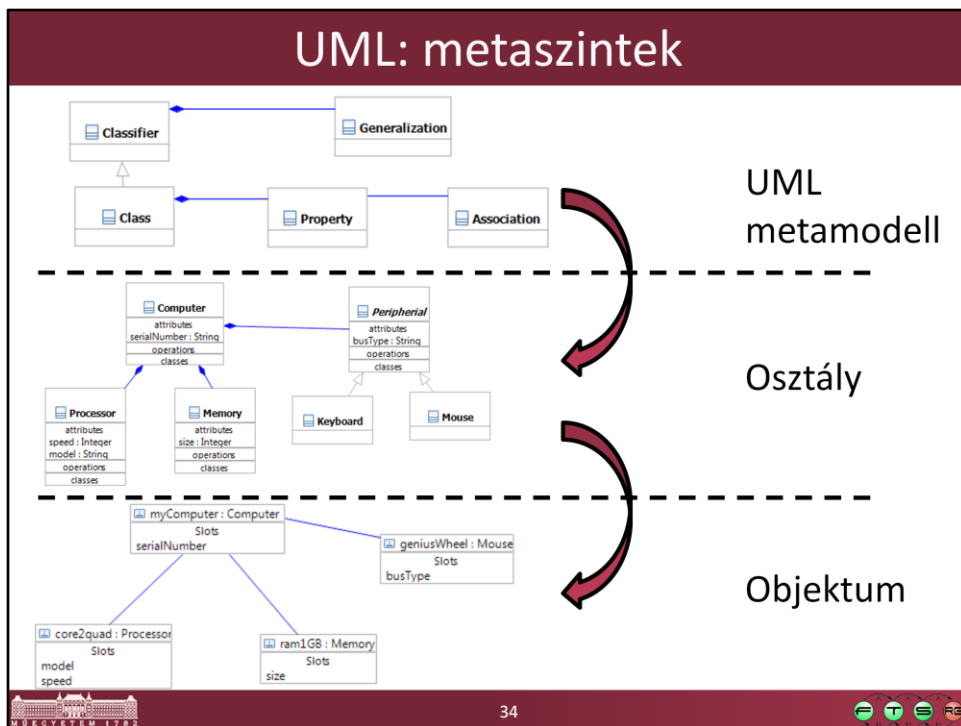 UML: metaszintek
Classifier
Generalization
Class
Property
Association
UML
metamodell
Computer
attributes
serialNumber : String
operations
classes
Peripherial
attributes
busType : String
operations
classes
Processor
attributes
speed : Integer
model : String
operations
classes
Memory
attributes
size : Integer
operations
classes
Keyboard
Mouse
Osztály
myComputer : Computer
Slots
serialNumber
geniusWheel : Mouse
Slots
busType
core2quad : Processor
Slots
model
speed
ram1GB : Memory
Slots
size
Objektum
MŰEGYETEM 1782
34
F T S RG